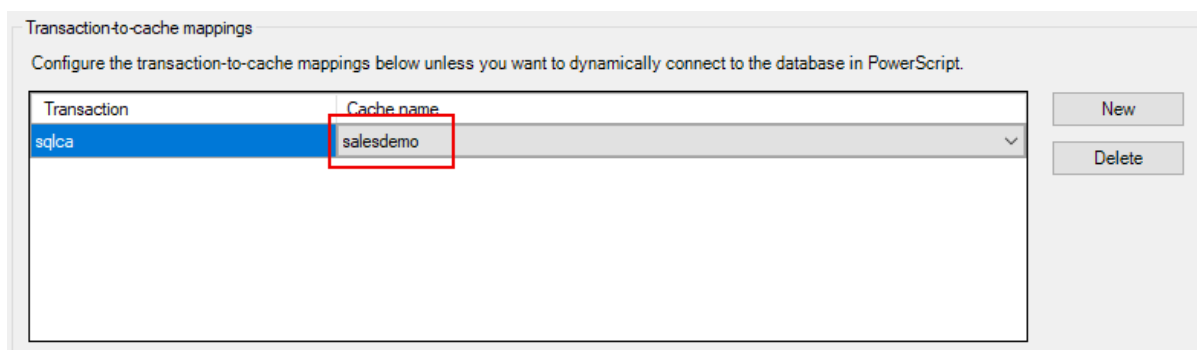 Transaction-to-cache mappings
Configure the transaction-to-cache mappings below unless you want to dynamically connect to the database in PowerScript.
Transaction Cache name New
sqlca salesdemo
Delete